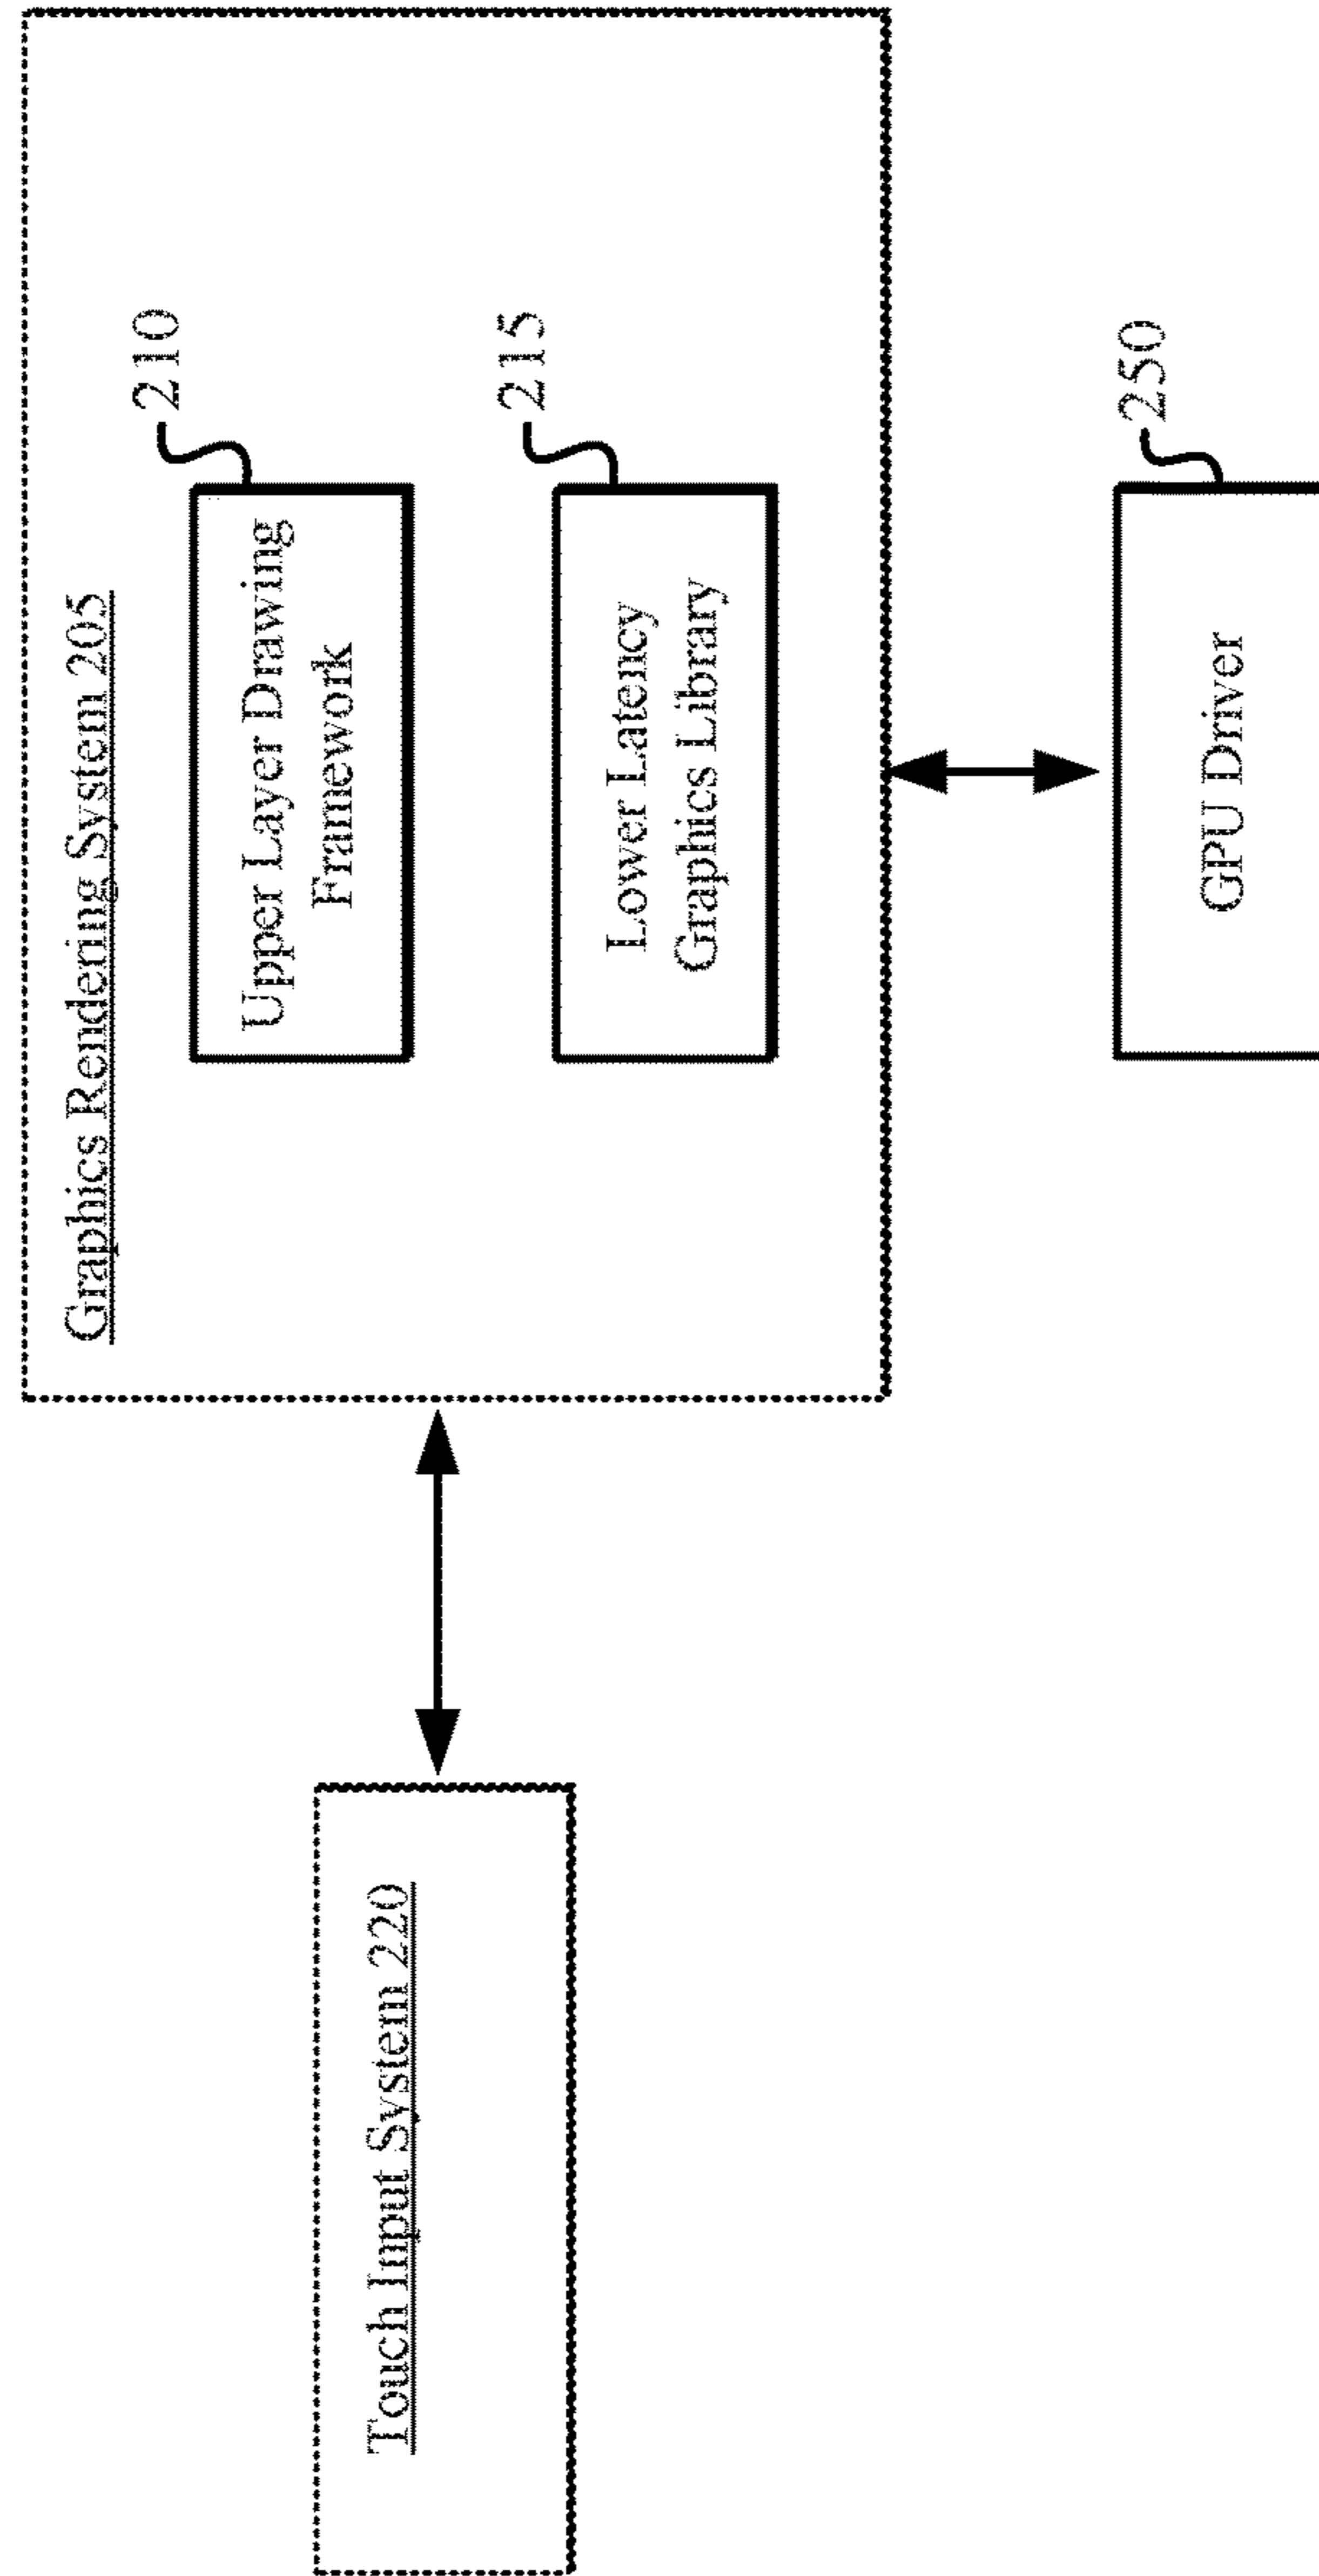 Graphics Rendering System 205
210
Upper Layer Drawing
Framework
215
Lower Latency
Graphics Library
Touch Input System 220
250
GPU Driver